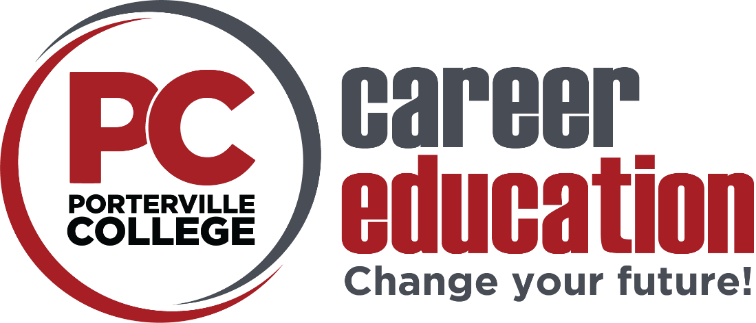 PC
PORTERVILLE
COLLEGE
career
education
Change your future!